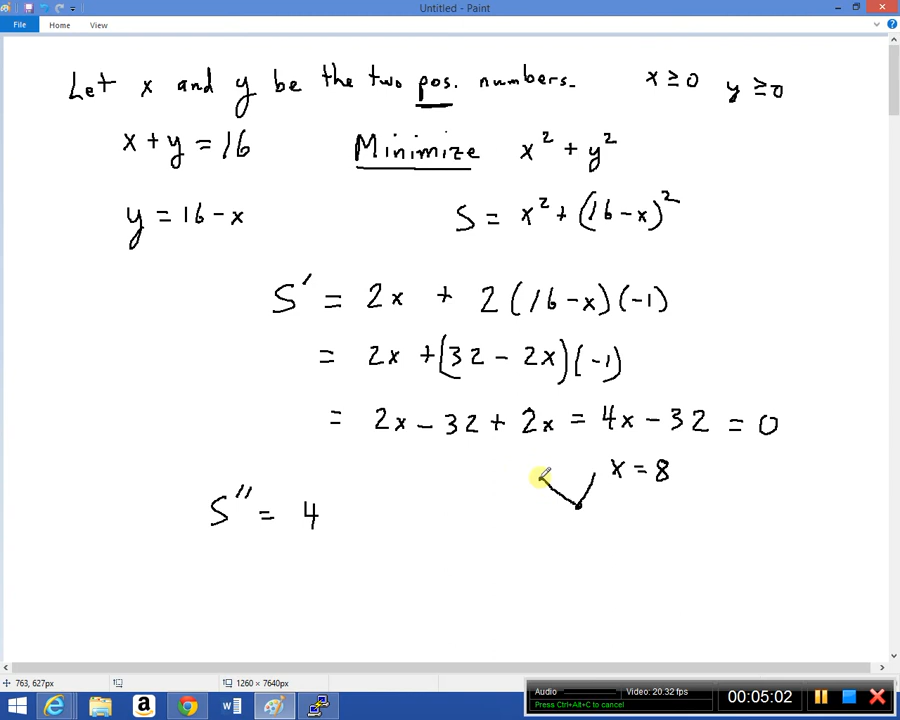 Untitled - Paint
File Home View
Let x and y be the two pos. numbers. x ≥ 0 y ≥ 0
x + y = 16 Minimize x² + y²
y = 16 - x S = x² + (16 - x)²
S' = 2x + 2(16 - x)(-1)
= 2x + (32 - 2x)(-1)
= 2x - 32 + 2x = 4x - 32 = 0
x = 8
S'' = 4
763, 627px 1260 × 7640px
Audio Video: 20.32 fps 00:05:02
Press Ctrl+Alt+C to cancel